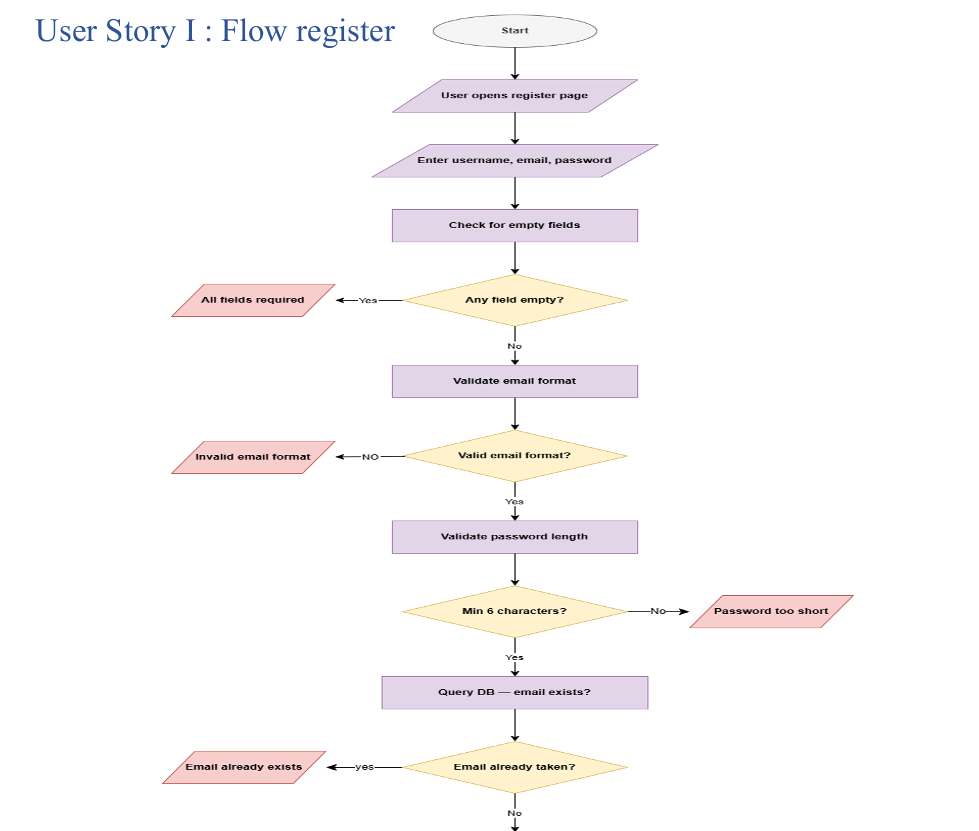 User Story I : Flow register
Start
User opens register page
Enter username, email, password
Check for empty fields
All fields required
Yes
Any field empty?
No
Validate email format
Invalid email format
NO
Valid email format?
Yes
Validate password length
Min 6 characters?
No
Password too short
Yes
Query DB — email exists?
Email already exists
yes
Email already taken?
No